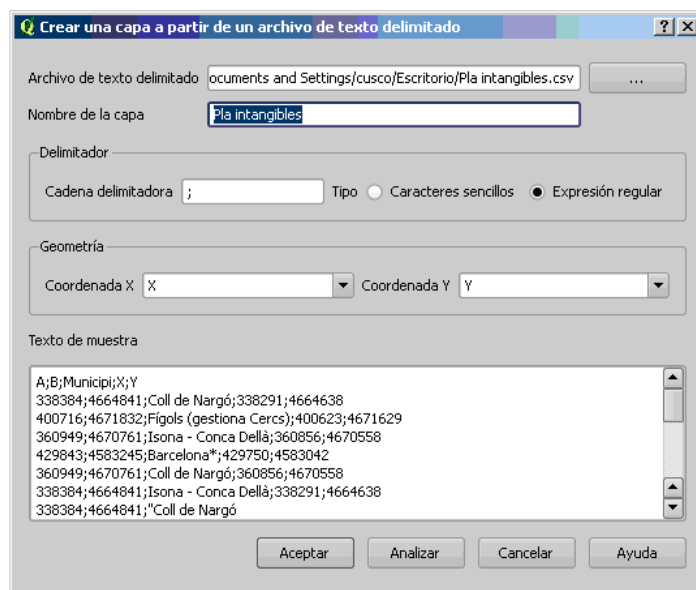 Crear una capa a partir de un archivo de texto delimitado
Archivo de texto delimitado ocuments and Settings/cusco/Escritorio/Pla intangibles.csv ...
Nombre de la capa Pla intangibles
Delimitador
Cadena delimitadora ; Tipo Caracteres sencillos Expresión regular
Geometría
Coordenada X X Coordenada Y Y
Texto de muestra
A;B;Municipi;X;Y
338384;4664841;Coll de Nargó;338291;4664638
400716;4671832;Fígols (gestiona Cercs);400623;4671629
360949;4670761;Isona - Conca Dellà;360856;4670558
429843;4583245;Barcelona*;429750;4583042
360949;4670761;Coll de Nargó;360856;4670558
338384;4664841;Isona - Conca Dellà;338291;4664638
338384;4664841;"Coll de Nargó
Aceptar Analizar Cancelar Ayuda